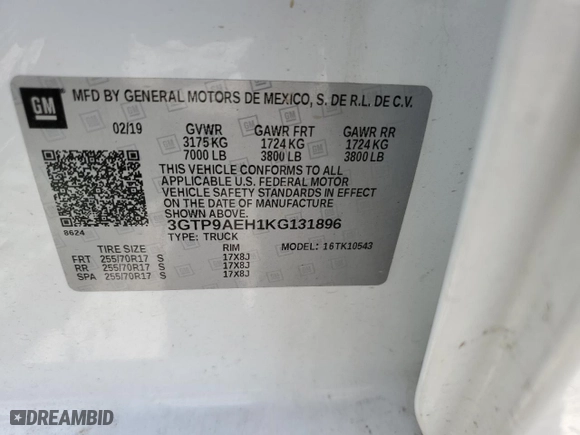 GM
MFD BY GENERAL MOTORS DE MEXICO, S. DE R.L. DE C.V.
02/19 GVWR GAWR FRT GAWR RR
3175 KG 1724 KG 1724 KG
7000 LB 3800 LB 3800 LB
THIS VEHICLE CONFORMS TO ALL
APPLICABLE U.S. FEDERAL MOTOR
VEHICLE SAFETY STANDARDS IN EFFECT
ON THE DATE OF MANUFACTURE
SHOWN ABOVE.
3GTP9AEH1KG131896
8624 TYPE: TRUCK MODEL: 16TK10543
TIRE SIZE RIM
FRT 255/70R17 S 17X8J
RR 255/70R17 S 17X8J
SPA 255/70R17 S 17X8J
DREAMBID